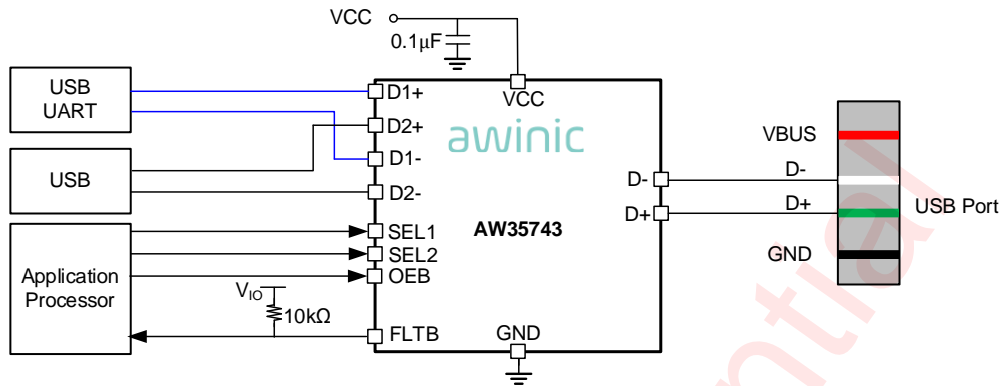 VCC
0.1µF
USB
UART
USB
Application
Processor
D1+
D2+
D1-
D2-
SEL1
SEL2
OEB
FLTB
VIO
10kΩ
VCC
awinic
AW35743
GND
D-
D+
VBUS
D-
D+
GND
USB Port
ntial